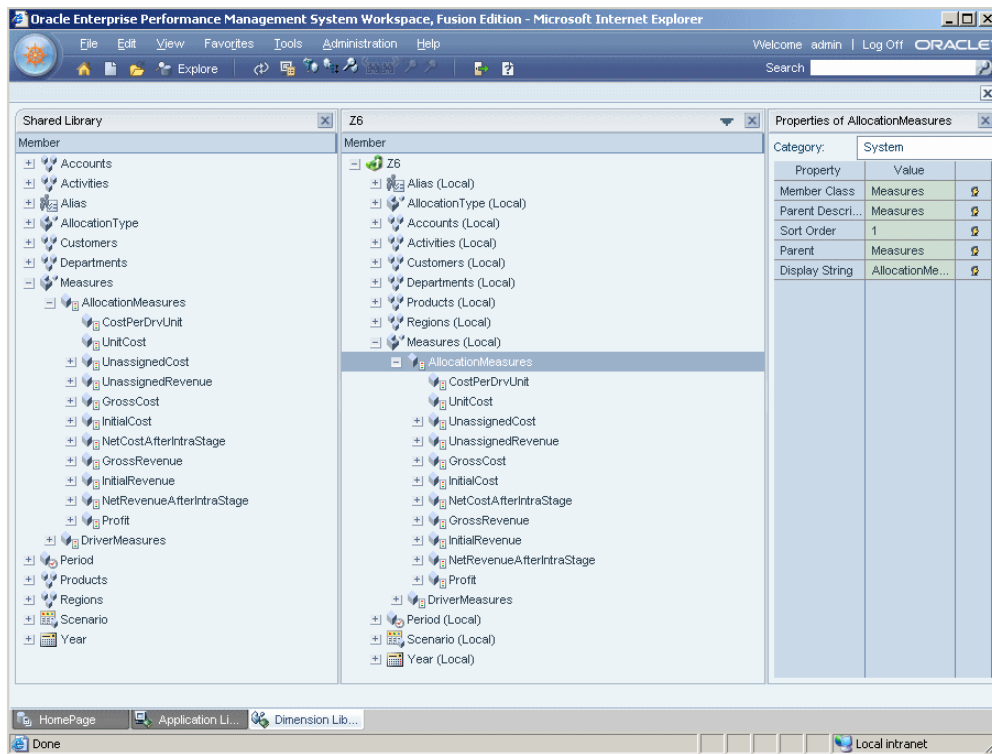 Oracle Enterprise Performance Management System Workspace, Fusion Edition - Microsoft Internet Explorer
File Edit View Favorites Tools Administration Help
Welcome admin | Log Off ORACLE
Explore
Search
Shared Library
Member
Accounts
Activities
Alias
AllocationType
Customers
Departments
Measures
AllocationMeasures
CostPerDrvUnit
UnitCost
UnassignedCost
UnassignedRevenue
GrossCost
InitialCost
NetCostAfterIntraStage
GrossRevenue
InitialRevenue
NetRevenueAfterIntraStage
Profit
DriverMeasures
Period
Products
Regions
Scenario
Year
Z6
Member
Z6
Alias (Local)
AllocationType (Local)
Accounts (Local)
Activities (Local)
Customers (Local)
Departments (Local)
Products (Local)
Regions (Local)
Measures (Local)
AllocationMeasures
CostPerDrvUnit
UnitCost
UnassignedCost
UnassignedRevenue
GrossCost
InitialCost
NetCostAfterIntraStage
GrossRevenue
InitialRevenue
NetRevenueAfterIntraStage
Profit
DriverMeasures
Period (Local)
Scenario (Local)
Year (Local)
Properties of AllocationMeasures
Category: System
Property Value
Member Class Measures
Parent Descri... Measures
Sort Order 1
Parent Measures
Display String AllocationMe...
HomePage Application Li... Dimension Lib...
Done Local intranet